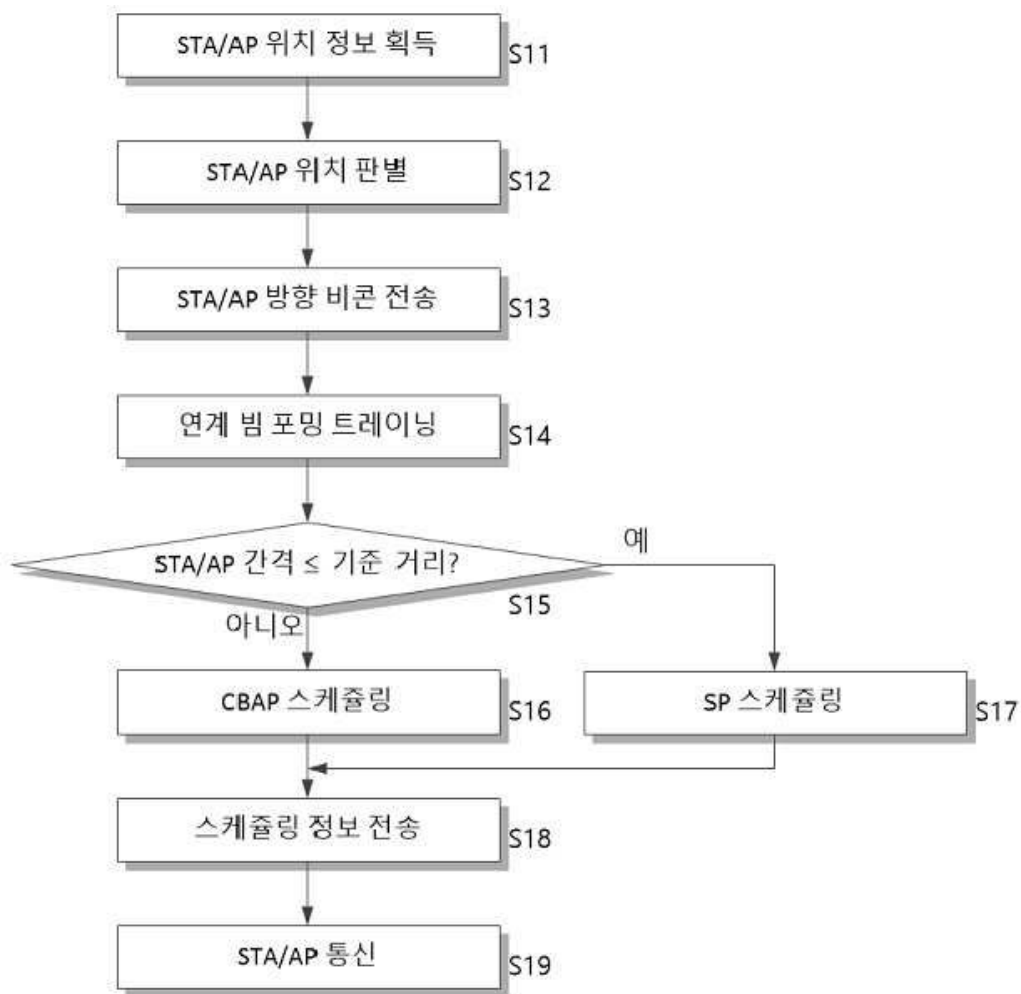 STA/AP 위치 정보 획득
S11
STA/AP 위치 판별
S12
STA/AP 방향 비콘 전송
S13
연계 빔 포밍 트레이닝
S14
STA/AP 간격 ≤ 기준 거리?
예
S15
아니오
CBAP 스케쥴링
S16
SP 스케쥴링
S17
스케쥴링 정보 전송
S18
STA/AP 통신
S19